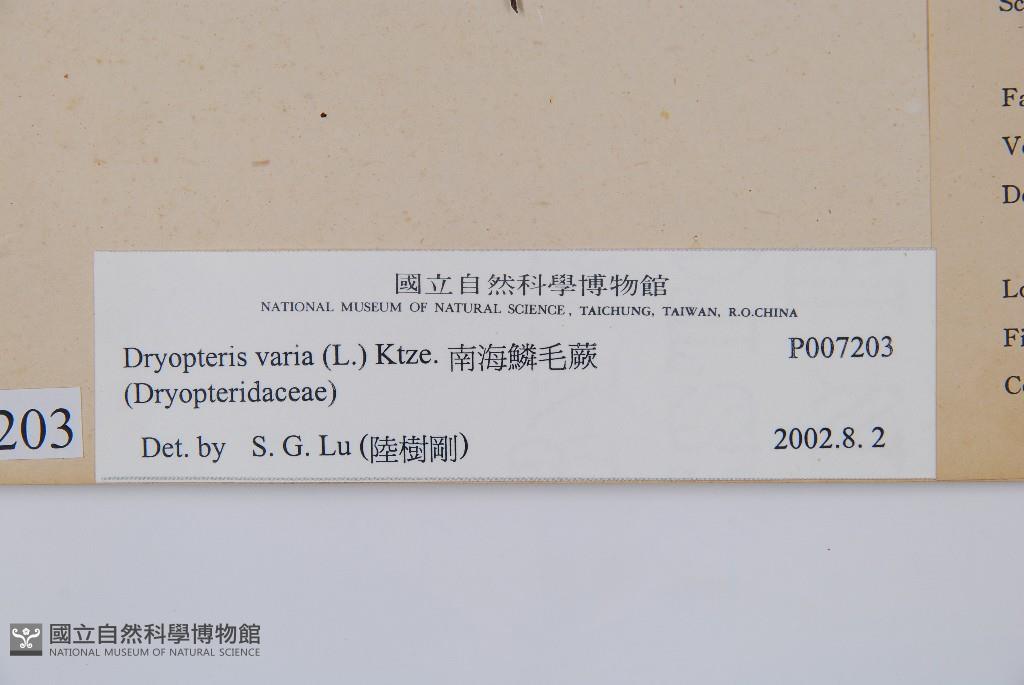 國立自然科學博物館
NATIONAL MUSEUM OF NATURAL SCIENCE, TAICHUNG, TAIWAN, R.O.CHINA
Dryopteris varia (L.) Ktze. 南海鱗毛蕨 P007203
(Dryopteridaceae)
203
Det. by S. G. Lu (陸樹剛) 2002.8. 2
國立自然科學博物館
NATIONAL MUSEUM OF NATURAL SCIENCE